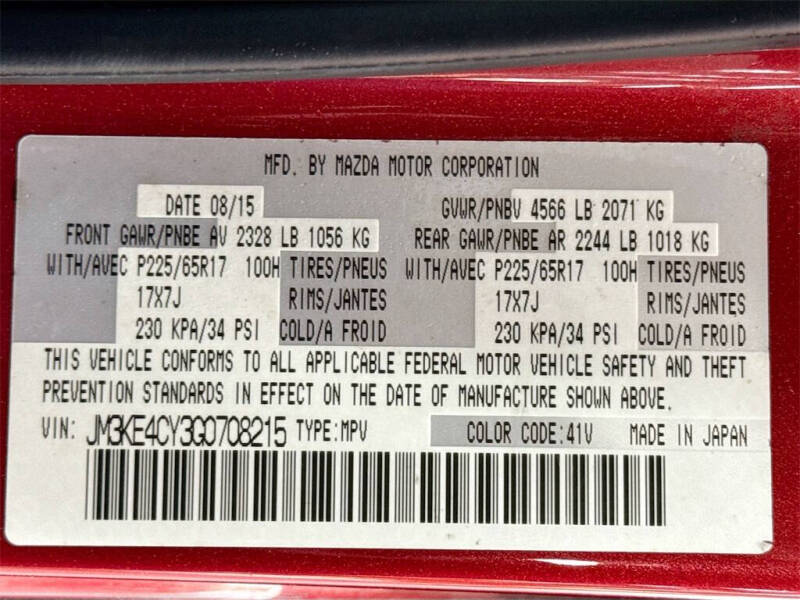 MFD. BY MAZDA MOTOR CORPORATION
DATE 08/15 GVWR/PNBV 4566 LB 2071 KG
FRONT GAWR/PNBE AV 2328 LB 1056 KG REAR GAWR/PNBE AR 2244 LB 1018 KG
WITH/AVEC P225/65R17 100H TIRES/PNEUS WITH/AVEC P225/65R17 100H TIRES/PNEUS
17X7J RIMS/JANTES 17X7J RIMS/JANTES
230 KPA/34 PSI COLD/A FROID 230 KPA/34 PSI COLD/A FROID
THIS VEHICLE CONFORMS TO ALL APPLICABLE FEDERAL MOTOR VEHICLE SAFETY AND THEFT
PREVENTION STANDARDS IN EFFECT ON THE DATE OF MANUFACTURE SHOWN ABOVE.
VIN: JM3KE4CY3G0708215 TYPE:MPV COLOR CODE:41V MADE IN JAPAN